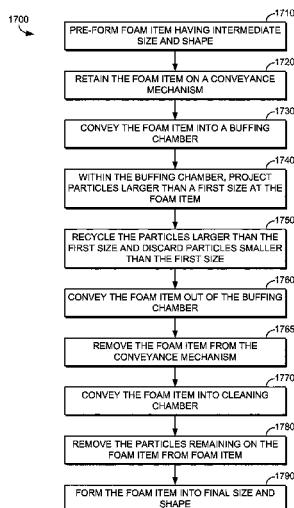 1700
1710
PRE-FORM FOAM ITEM HAVING INTERMEDIATE
SIZE AND SHAPE
1720
RETAIN THE FOAM ITEM ON A CONVEYANCE
MECHANISM
1730
CONVEY THE FOAM ITEM INTO A BUFFING
CHAMBER
1740
WITHIN THE BUFFING CHAMBER, PROJECT
PARTICLES LARGER THAN A FIRST SIZE AT THE
FOAM ITEM
1750
RECYCLE THE PARTICLES LARGER THAN THE
FIRST SIZE AND DISCARD PARTICLES SMALLER
THAN THE FIRST SIZE
1760
CONVEY THE FOAM ITEM OUT OF THE BUFFING
CHAMBER
1765
REMOVE THE FOAM ITEM FROM THE
CONVEYANCE MECHANISM
1770
CONVEY THE FOAM ITEM INTO CLEANING
CHAMBER
1780
REMOVE THE PARTICLES REMAINING ON THE
FOAM ITEM FROM FOAM ITEM
1790
FORM THE FOAM ITEM INTO FINAL SIZE AND
SHAPE